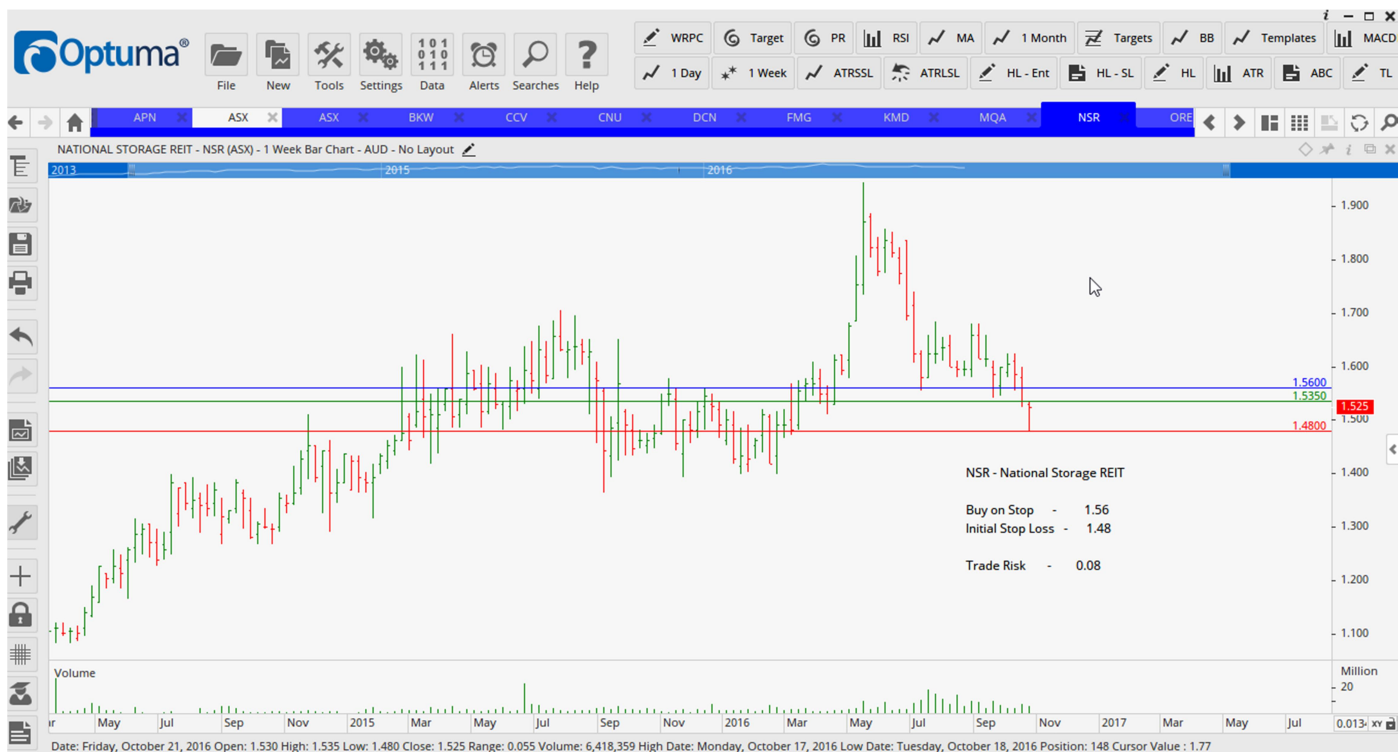 i
Optuma®
File New Tools Settings Data Alerts Searches Help
101
010
111
WRPC Target PR RSI MA 1 Month Targets BB Templates MACD
1 Day 1 Week ATRSSL ATRLSL HL - Ent HL - SL HL ATR ABC TL
APN ASX ASX BKW CCV CNU DCN FMG KMD MQA NSR ORE
NATIONAL STORAGE REIT - NSR (ASX) - 1 Week Bar Chart - AUD - No Layout
2013 2015 2016
1.900
1.800
1.700
1.600
1.5600
1.5350
1.525
1.500
1.4800
1.400
1.300
1.200
1.100
NSR - National Storage REIT
Buy on Stop - 1.56
Initial Stop Loss - 1.48
Trade Risk - 0.08
Volume
Million
20
May Jul Sep Nov 2015 Mar May Jul Sep Nov 2016 Mar May Jul Sep Nov 2017 Mar May Jul 0.0134 XY
Date: Friday, October 21, 2016 Open: 1.530 High: 1.535 Low: 1.480 Close: 1.525 Range: 0.055 Volume: 6,418,359 High Date: Monday, October 17, 2016 Low Date: Tuesday, October 18, 2016 Position: 148 Cursor Value : 1.77